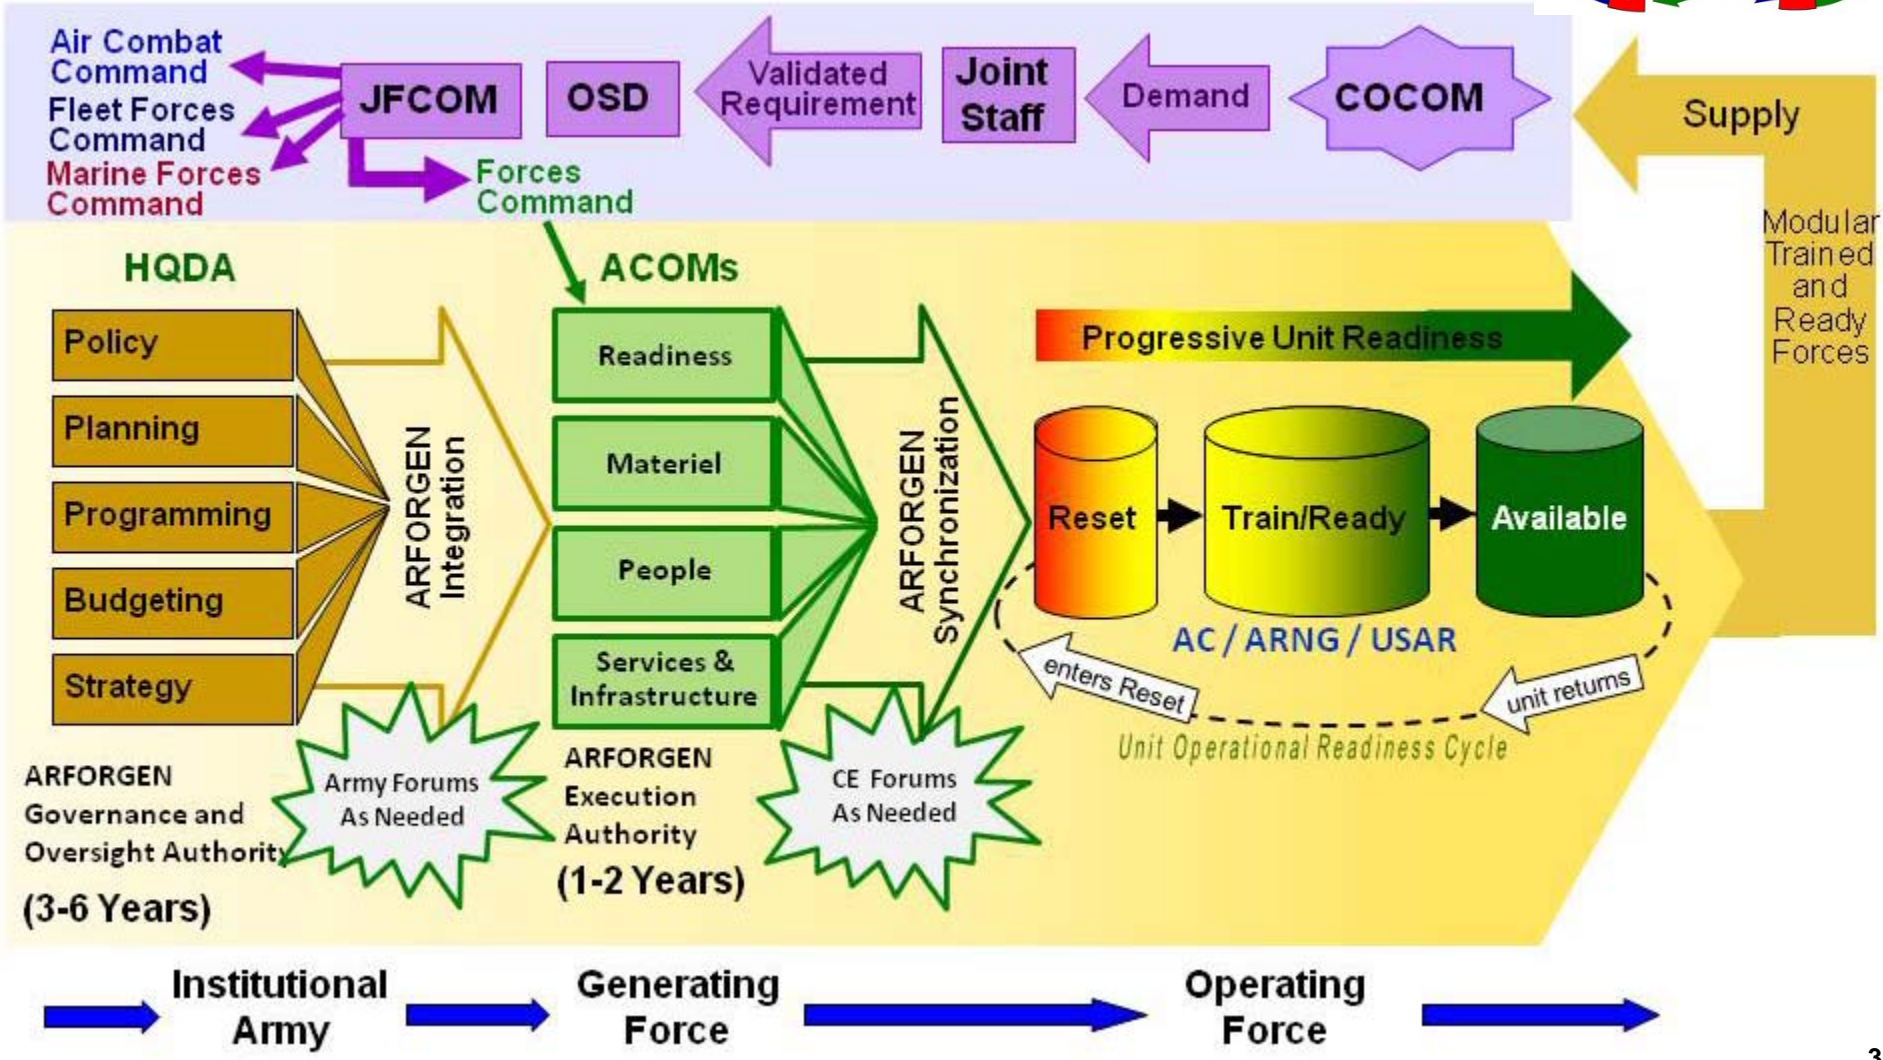 Air Combat
Command
Fleet Forces
Command
Marine Forces
Command
JFCOM
OSD
Validated
Requirement
Joint
Staff
Demand
COCOM
Supply
Forces
Command
Modular
Trained
and
Ready
Forces
HQDA
Policy
Planning
Programming
Budgeting
Strategy
ARFORGEN
Integration
ACOMs
Readiness
Materiel
People
Services &
Infrastructure
ARFORGEN
Synchronization
Progressive Unit Readiness
Reset
Train/Ready
Available
AC / ARNG / USAR
enters Reset
unit returns
Unit Operational Readiness Cycle
ARFORGEN
Governance and
Oversight Authority
(3-6 Years)
Army Forums
As Needed
ARFORGEN
Execution
Authority
(1-2 Years)
CE Forums
As Needed
Institutional
Army
Generating
Force
Operating
Force
3